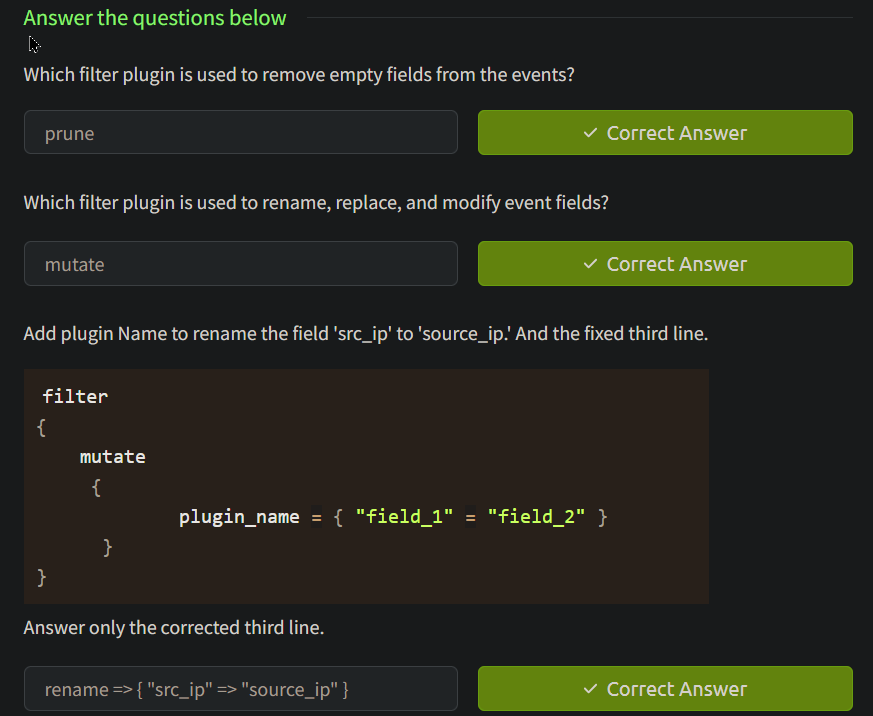 Answer the questions below
Which filter plugin is used to remove empty fields from the events?
prune
✓ Correct Answer
Which filter plugin is used to rename, replace, and modify event fields?
mutate
✓ Correct Answer
Add plugin Name to rename the field 'src_ip' to 'source_ip.' And the fixed third line.
filter
{
mutate
{
plugin_name = { "field_1" = "field_2" }
}
}
Answer only the corrected third line.
rename => { "src_ip" => "source_ip" }
✓ Correct Answer